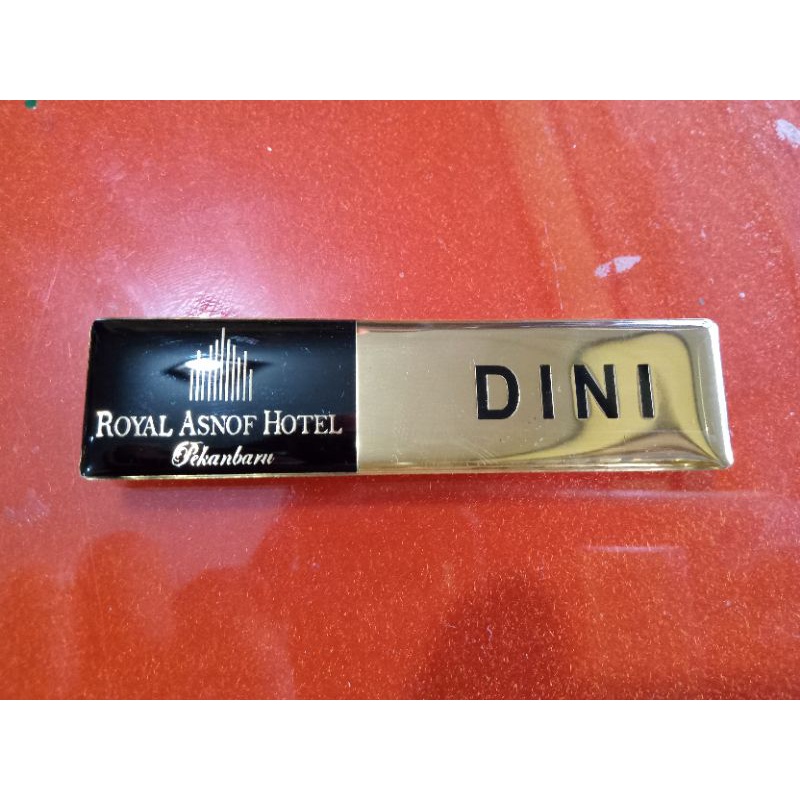 ROYAL ASNOF HOTEL
Pekanbaru
DINI